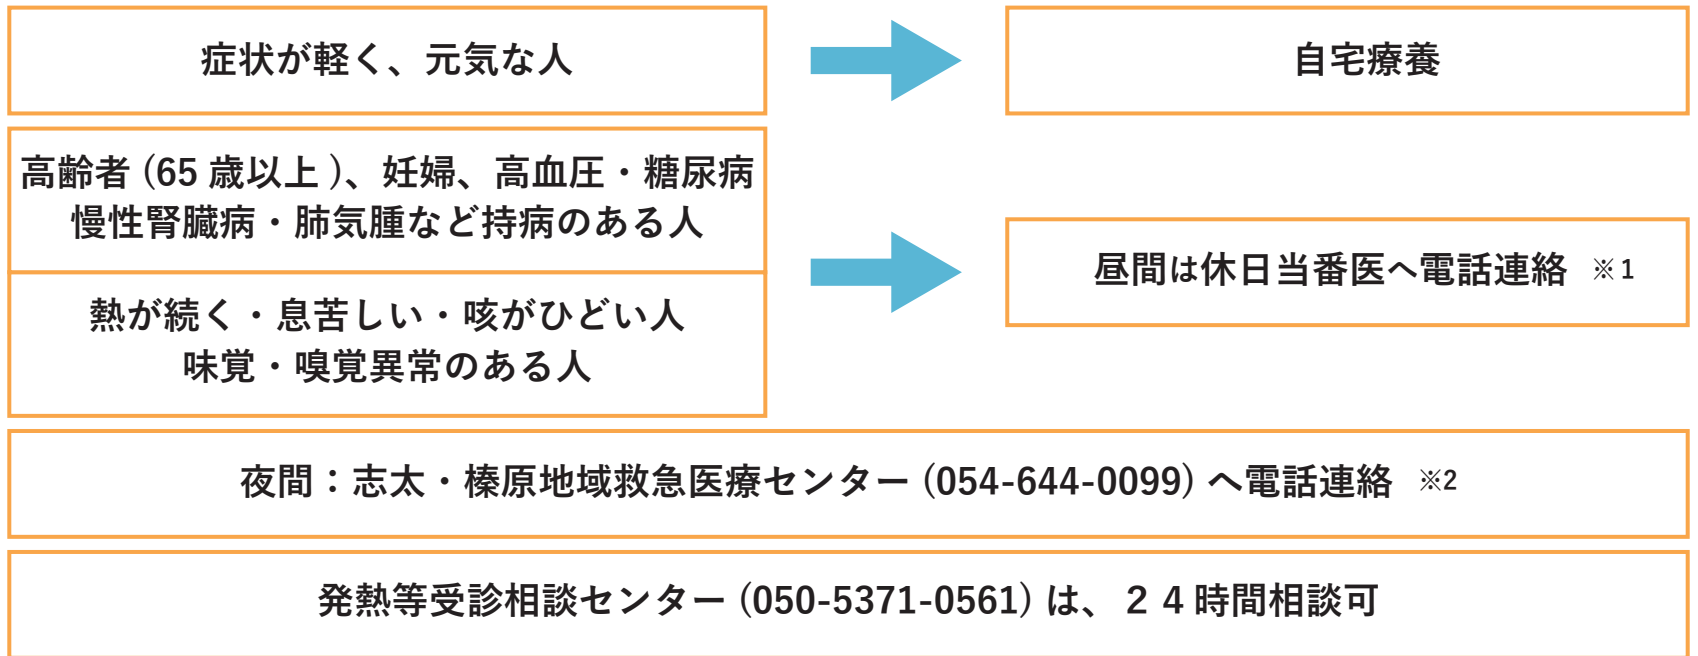 症状が軽く、元気な人
自宅療養
高齢者 (65 歳以上 )、妊婦、高血圧・糖尿病
慢性腎臓病・肺気腫など持病のある人
熱が続く・息苦しい・咳がひどい人
味覚・嗅覚異常のある人
昼間は休日当番医へ電話連絡 ※1
夜間：志太・榛原地域救急医療センター (054-644-0099) へ電話連絡 ※2
発熱等受診相談センター (050-5371-0561) は、２４時間相談可